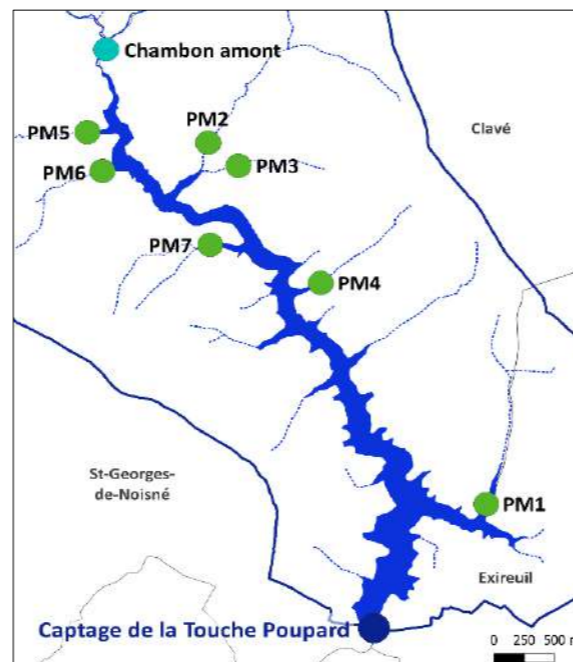 Chambon amont
PM2
Clavé
PM5
PM3
PM6
PM7
PM4
St-Georges-
de-Noisné
PM1
Exireuil
Captage de la Touche Poupard
0 250 500 m